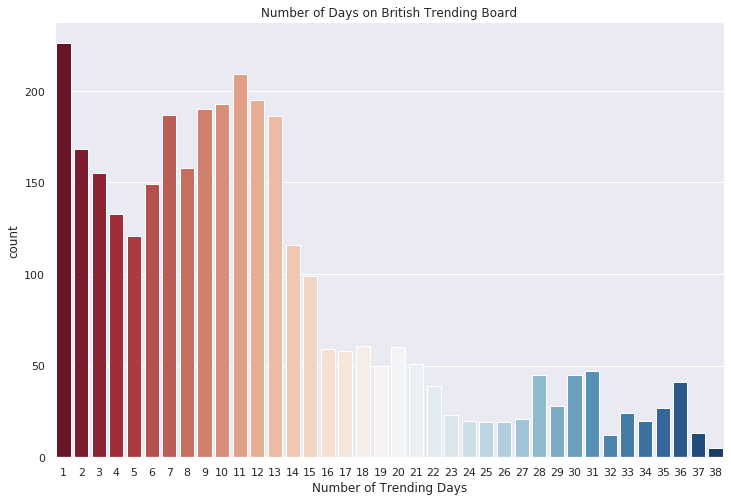 Number of Days on British Trending Board
count
200
150
100
50
0
1 2 3 4 5 6 7 8 9 10 11 12 13 14 15 16 17 18 19 20 21 22 23 24 25 26 27 28 29 30 31 32 33 34 35 36 37 38
Number of Trending Days